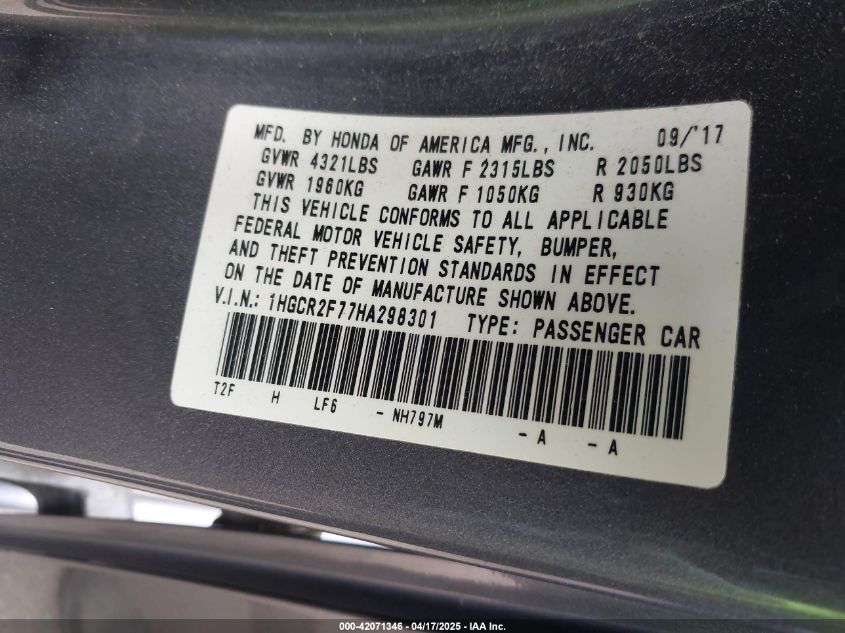 MFD. BY HONDA OF AMERICA MFG., INC. 09/'17
GVWR 4321LBS GAWR F 2315LBS R 2050LBS
GVWR 1960KG GAWR F 1050KG R 930KG
THIS VEHICLE CONFORMS TO ALL APPLICABLE
FEDERAL MOTOR VEHICLE SAFETY, BUMPER,
AND THEFT PREVENTION STANDARDS IN EFFECT
ON THE DATE OF MANUFACTURE SHOWN ABOVE.
V.I.N.: 1HGCR2F77HA298301 TYPE: PASSENGER CAR
T2F H LF6 - NH797M - A - A
000-42071346 - 04/17/2025 - IAA Inc.